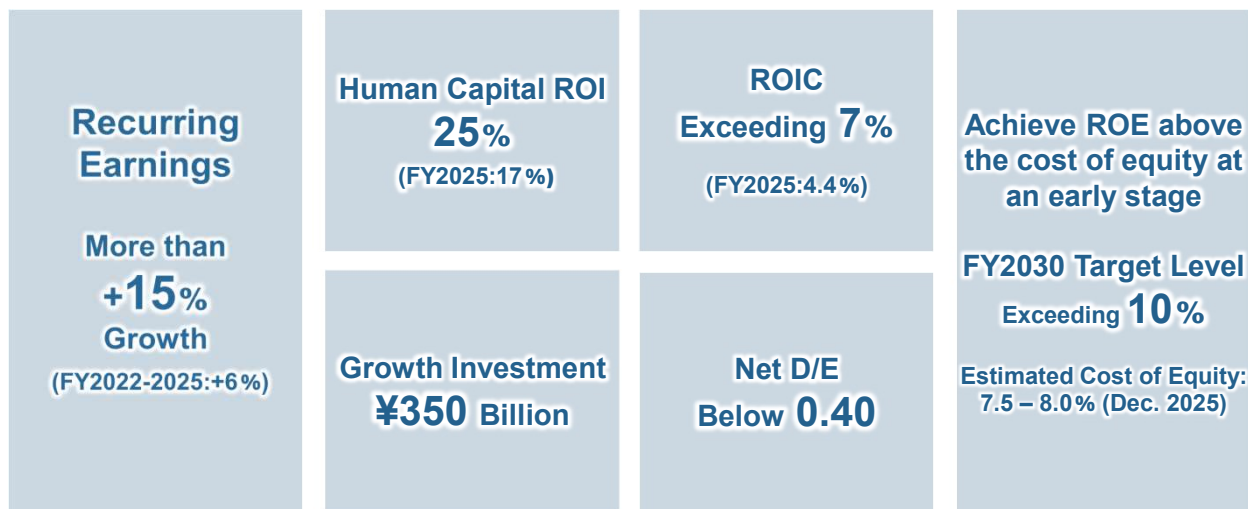 Recurring
Earnings
More than
+15%
Growth
(FY2022-2025:+6%)
Human Capital ROI
25%
(FY2025:17%)
Growth Investment
¥350 Billion
ROIC
Exceeding 7%
(FY2025:4.4%)
Net D/E
Below 0.40
Achieve ROE above
the cost of equity at
an early stage
FY2030 Target Level
Exceeding 10%
Estimated Cost of Equity:
7.5 – 8.0% (Dec. 2025)